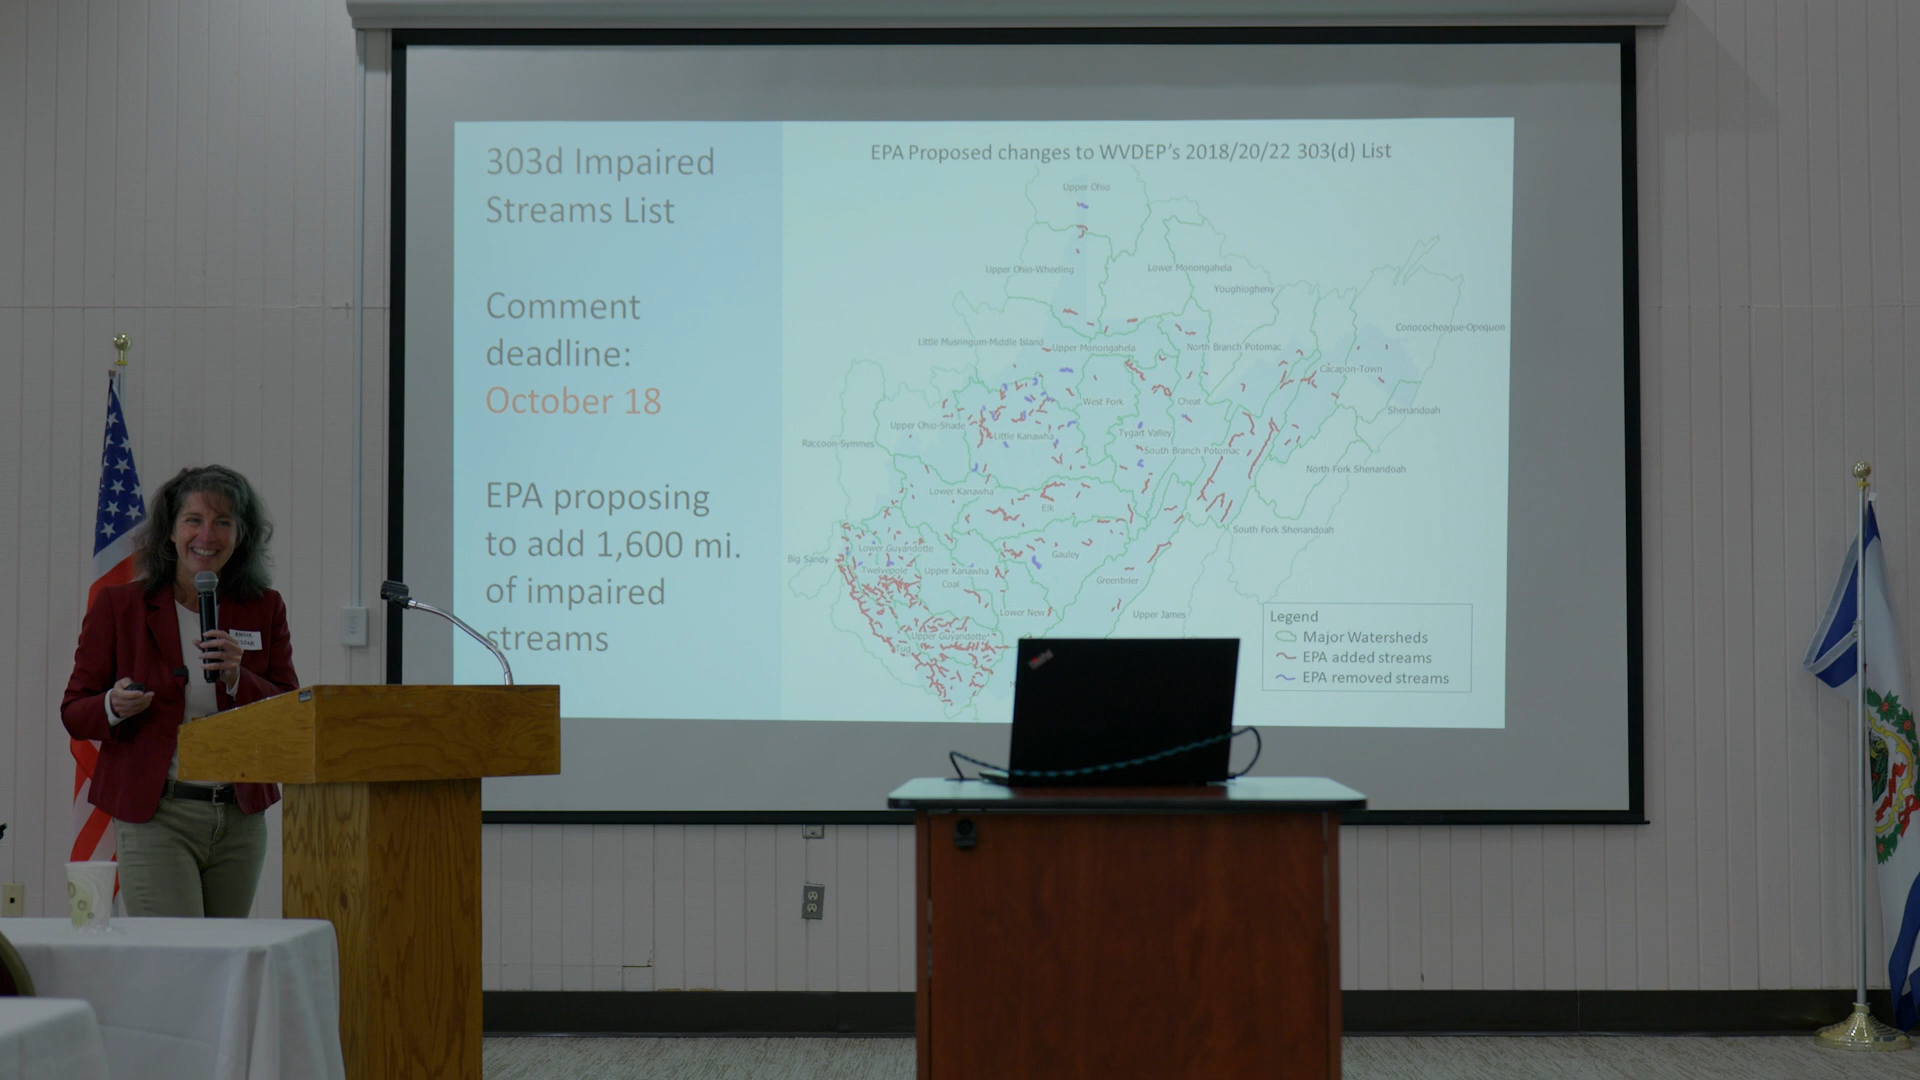 303d Impaired
Streams List
Comment
deadline:
October 18
EPA proposing
to add 1,600 mi.
of impaired
streams
EPA Proposed changes to WVDEP's 2018/20/22 303(d) List
Upper Ohio
Upper Ohio-Wheeling
Lower Monongahela
Youghiogheny
Conococheague-Opequon
Little Muskingum-Middle Island
Upper Monongahela
North Branch Potomac
Cacapon-Town
West Fork
Cheat
Shenandoah
Upper Ohio-Shade
Little Kanawha
Tygart Valley
Raccoon-Symmes
South Branch Potomac
North Fork Shenandoah
Lower Kanawha
Elk
South Fork Shenandoah
Lower Guyandotte
Big Sandy
Gauley
Twelvepole
Upper Kanawha
Coal
Greenbrier
Lower New
Upper James
Upper Guyandotte
Tug
Legend
Major Watersheds
EPA added streams
EPA removed streams